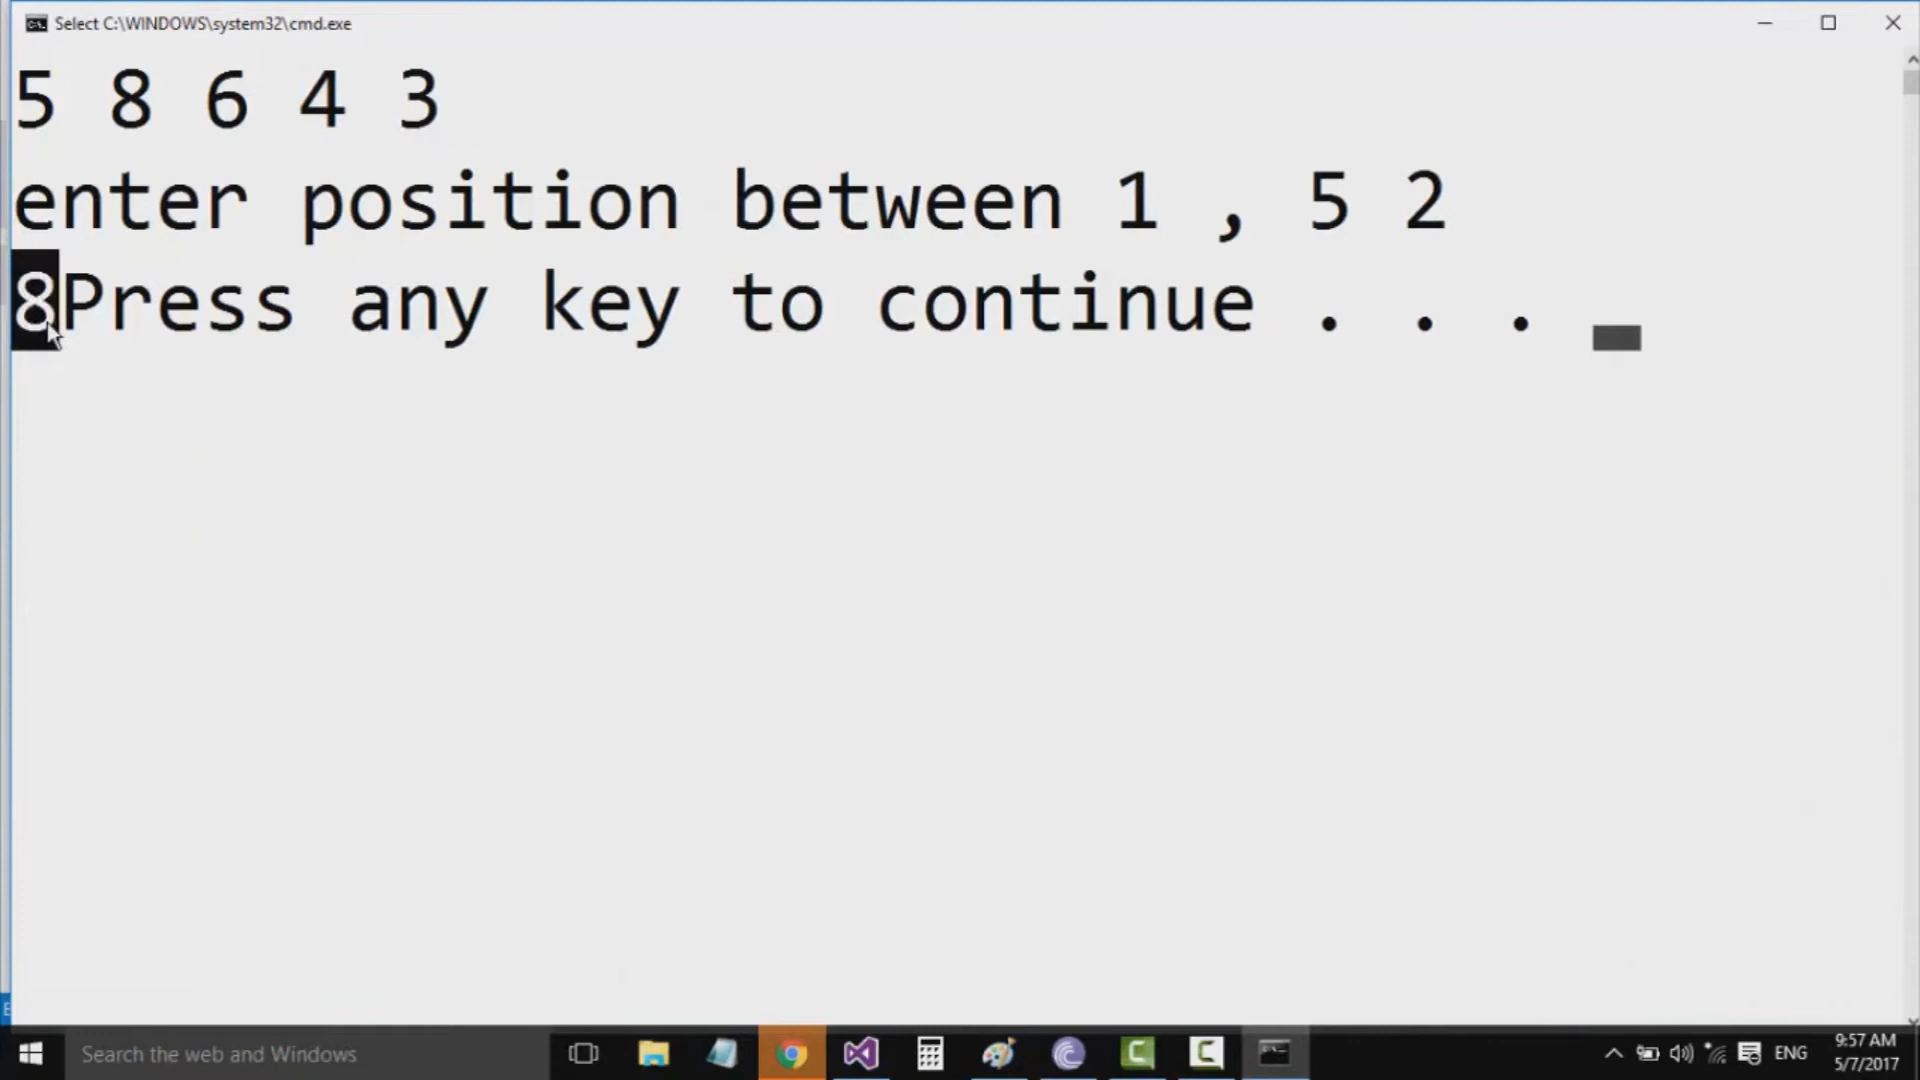 Select C:\WINDOWS\system32\cmd.exe
5 8 6 4 3
enter position between 1 , 5 2
8Press any key to continue . . .
Search the web and Windows
ENG
9:57 AM
5/7/2017